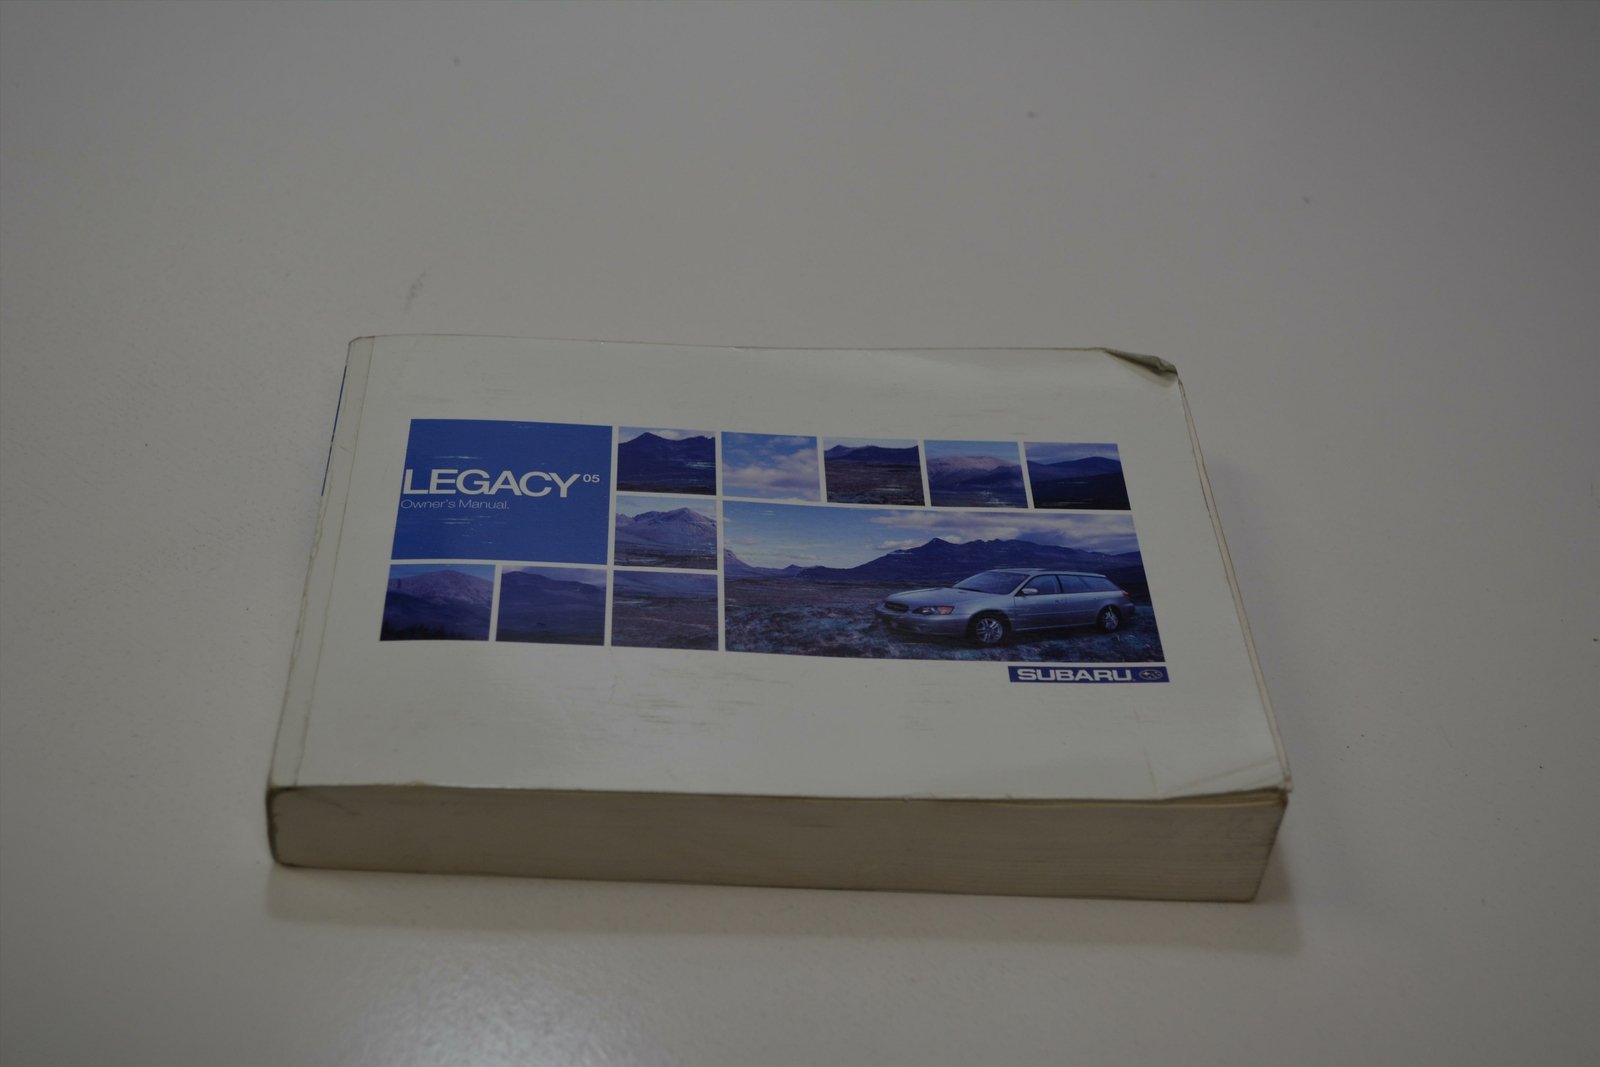 LEGACY 05
Owner's Manual.
SUBARU